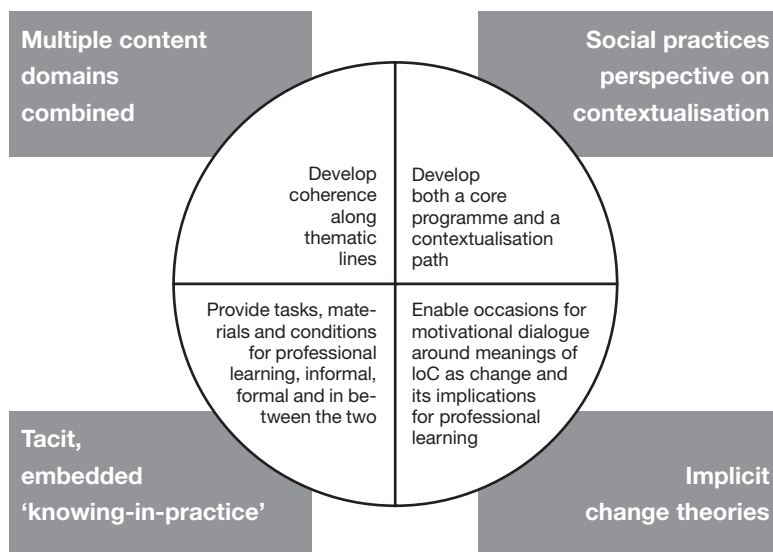 Multiple content
domains
combined
Social practices
perspective on
contextualisation
Develop
coherence
along
thematic
lines
Develop
both a core
programme and a
contextualisation
path
Provide tasks, mate-
rials and conditions
for professional
learning, informal,
formal and in be-
tween the two
Enable occasions for
motivational dialogue
around meanings of
IoC as change and
its implications
for professional
learning
Tacit,
embedded
‘knowing-in-practice’
Implicit
change theories